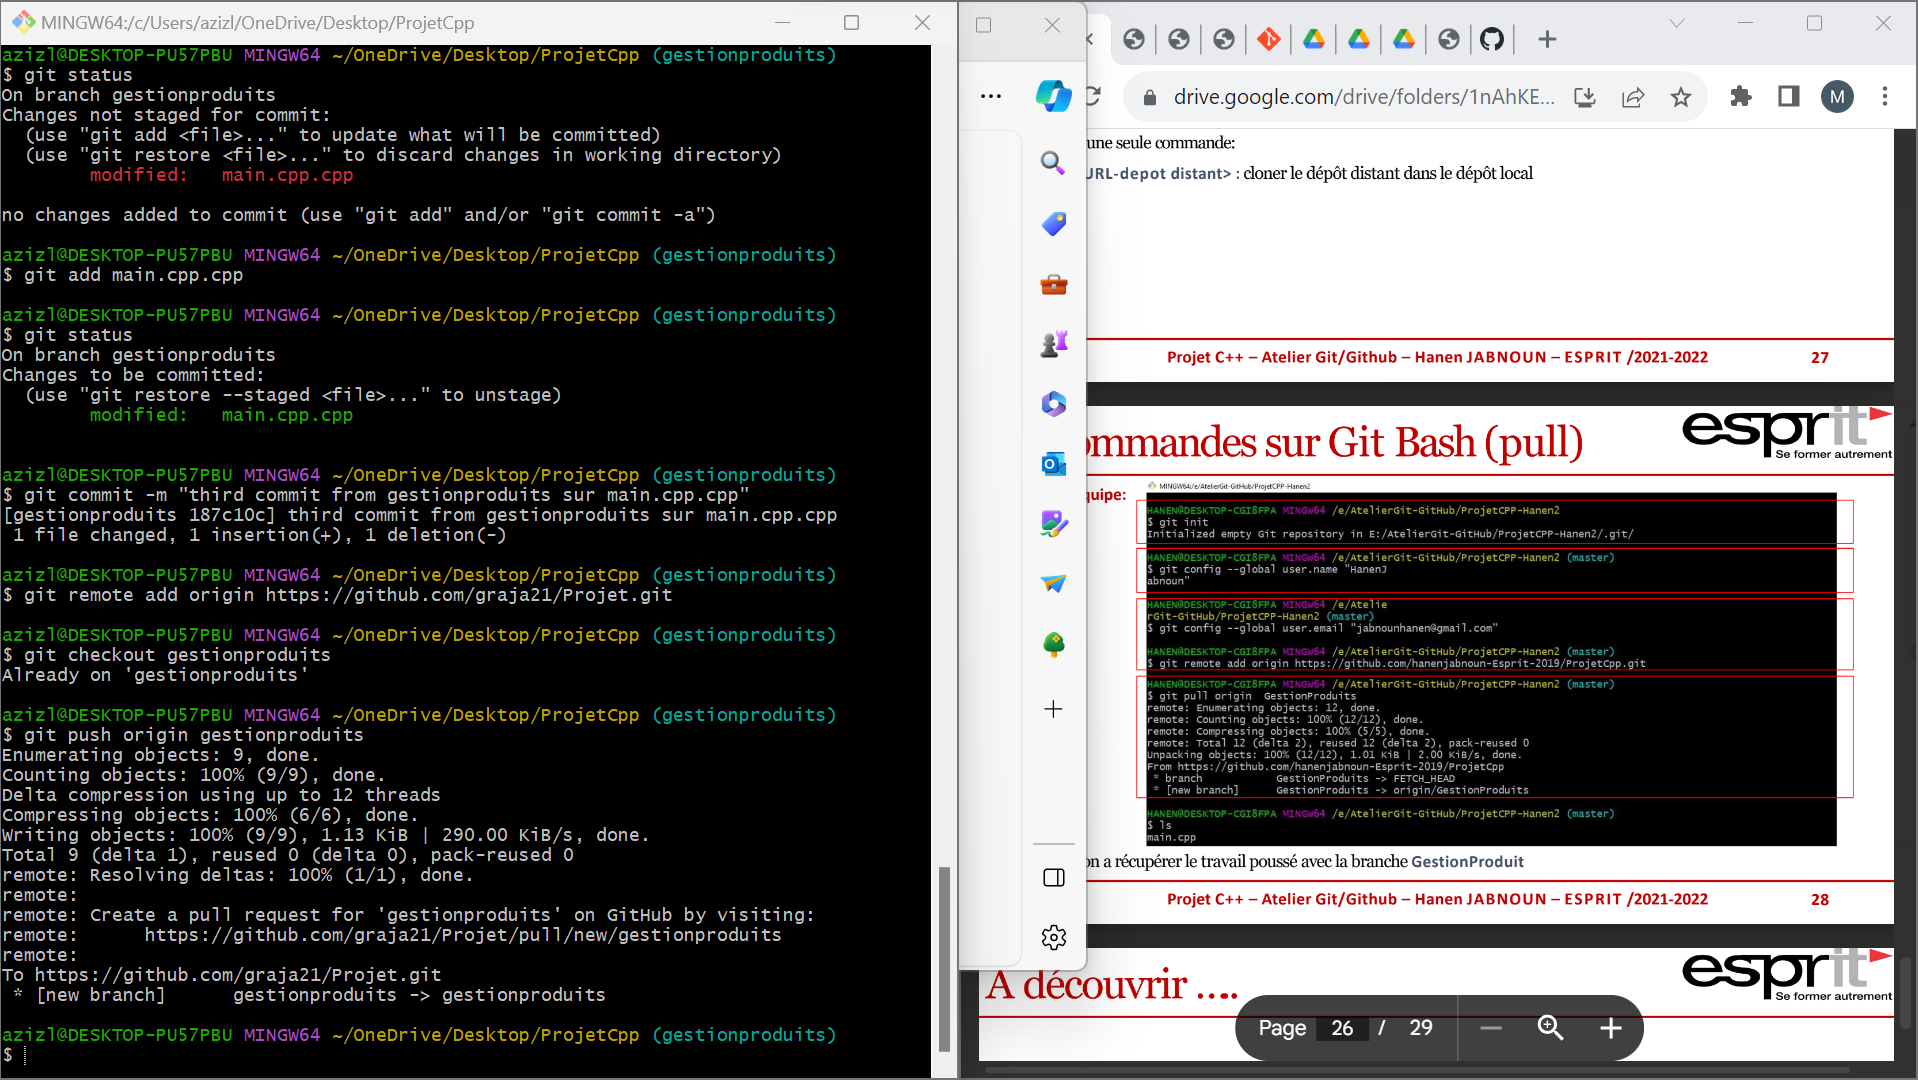 MINGW64:/c/Users/azizl/OneDrive/Desktop/ProjetCpp
azizl@DESKTOP-PU57PBU MINGW64 ~/OneDrive/Desktop/ProjetCpp (gestionproduits)
$ git status
On branch gestionproduits
Changes not staged for commit:
  (use "git add <file>..." to update what will be committed)
  (use "git restore <file>..." to discard changes in working directory)
        modified:   main.cpp.cpp
no changes added to commit (use "git add" and/or "git commit -a")
azizl@DESKTOP-PU57PBU MINGW64 ~/OneDrive/Desktop/ProjetCpp (gestionproduits)
$ git add main.cpp.cpp
azizl@DESKTOP-PU57PBU MINGW64 ~/OneDrive/Desktop/ProjetCpp (gestionproduits)
$ git status
On branch gestionproduits
Changes to be committed:
  (use "git restore --staged <file>..." to unstage)
        modified:   main.cpp.cpp
azizl@DESKTOP-PU57PBU MINGW64 ~/OneDrive/Desktop/ProjetCpp (gestionproduits)
$ git commit -m "third commit from gestionproduits sur main.cpp.cpp"
[gestionproduits 187c10c] third commit from gestionproduits sur main.cpp.cpp
 1 file changed, 1 insertion(+), 1 deletion(-)
azizl@DESKTOP-PU57PBU MINGW64 ~/OneDrive/Desktop/ProjetCpp (gestionproduits)
$ git remote add origin https://github.com/graja21/Projet.git
azizl@DESKTOP-PU57PBU MINGW64 ~/OneDrive/Desktop/ProjetCpp (gestionproduits)
$ git checkout gestionproduits
Already on 'gestionproduits'
azizl@DESKTOP-PU57PBU MINGW64 ~/OneDrive/Desktop/ProjetCpp (gestionproduits)
$ git push origin gestionproduits
Enumerating objects: 9, done.
Counting objects: 100% (9/9), done.
Delta compression using up to 12 threads
Compressing objects: 100% (6/6), done.
Writing objects: 100% (9/9), 1.13 KiB | 290.00 KiB/s, done.
Total 9 (delta 1), reused 0 (delta 0), pack-reused 0
remote: Resolving deltas: 100% (1/1), done.
remote:
remote: Create a pull request for 'gestionproduits' on GitHub by visiting:
remote:      https://github.com/graja21/Projet/pull/new/gestionproduits
remote:
To https://github.com/graja21/Projet.git
 * [new branch]      gestionproduits -> gestionproduits
azizl@DESKTOP-PU57PBU MINGW64 ~/OneDrive/Desktop/ProjetCpp (gestionproduits)
$
drive.google.com/drive/folders/1nAhKE...
M
une seule commande:
URL-depot distant> : cloner le dépôt distant dans le dépôt local
Projet C++ – Atelier Git/Github – Hanen JABNOUN – ESPRIT /2021-2022 27
ommandes sur Git Bash (pull)
esprit
Se former autrement
quipe:
MINGW64:/e/AtelierGit-GitHub/ProjetCPP-Hanen2
HANEN@DESKTOP-CGI8FPA MINGW64 /e/AtelierGit-GitHub/ProjetCPP-Hanen2
$ git init
Initialized empty Git repository in E:/AtelierGit-GitHub/ProjetCPP-Hanen2/.git/
HANEN@DESKTOP-CGI8FPA MINGW64 /e/AtelierGit-GitHub/ProjetCPP-Hanen2 (master)
$ git config --global user.name "HanenJ
abnoun"
HANEN@DESKTOP-CGI8FPA MINGW64 /e/Atelie
rGit-GitHub/ProjetCPP-Hanen2 (master)
$ git config --global user.email "jabnounhanen@gmail.com"
HANEN@DESKTOP-CGI8FPA MINGW64 /e/AtelierGit-GitHub/ProjetCPP-Hanen2 (master)
$ git remote add origin https://github.com/hanenjabnoun-Esprit-2019/ProjetCpp.git
HANEN@DESKTOP-CGI8FPA MINGW64 /e/AtelierGit-GitHub/ProjetCPP-Hanen2 (master)
$ git pull origin  GestionProduits
remote: Enumerating objects: 12, done.
remote: Counting objects: 100% (12/12), done.
remote: Compressing objects: 100% (5/5), done.
remote: Total 12 (delta 2), reused 12 (delta 2), pack-reused 0
Unpacking objects: 100% (12/12), 1.01 KiB | 2.00 KiB/s, done.
From https://github.com/hanenjabnoun-Esprit-2019/ProjetCpp
 * branch            GestionProduits -> FETCH_HEAD
 * [new branch]      GestionProduits -> origin/GestionProduits
HANEN@DESKTOP-CGI8FPA MINGW64 /e/AtelierGit-GitHub/ProjetCPP-Hanen2 (master)
$ ls
main.cpp
on a récupérer le travail poussé avec la branche GestionProduit
Projet C++ – Atelier Git/Github – Hanen JABNOUN – ESPRIT /2021-2022 28
A découvrir ....
esprit
Se former autrement
Page 26 / 29